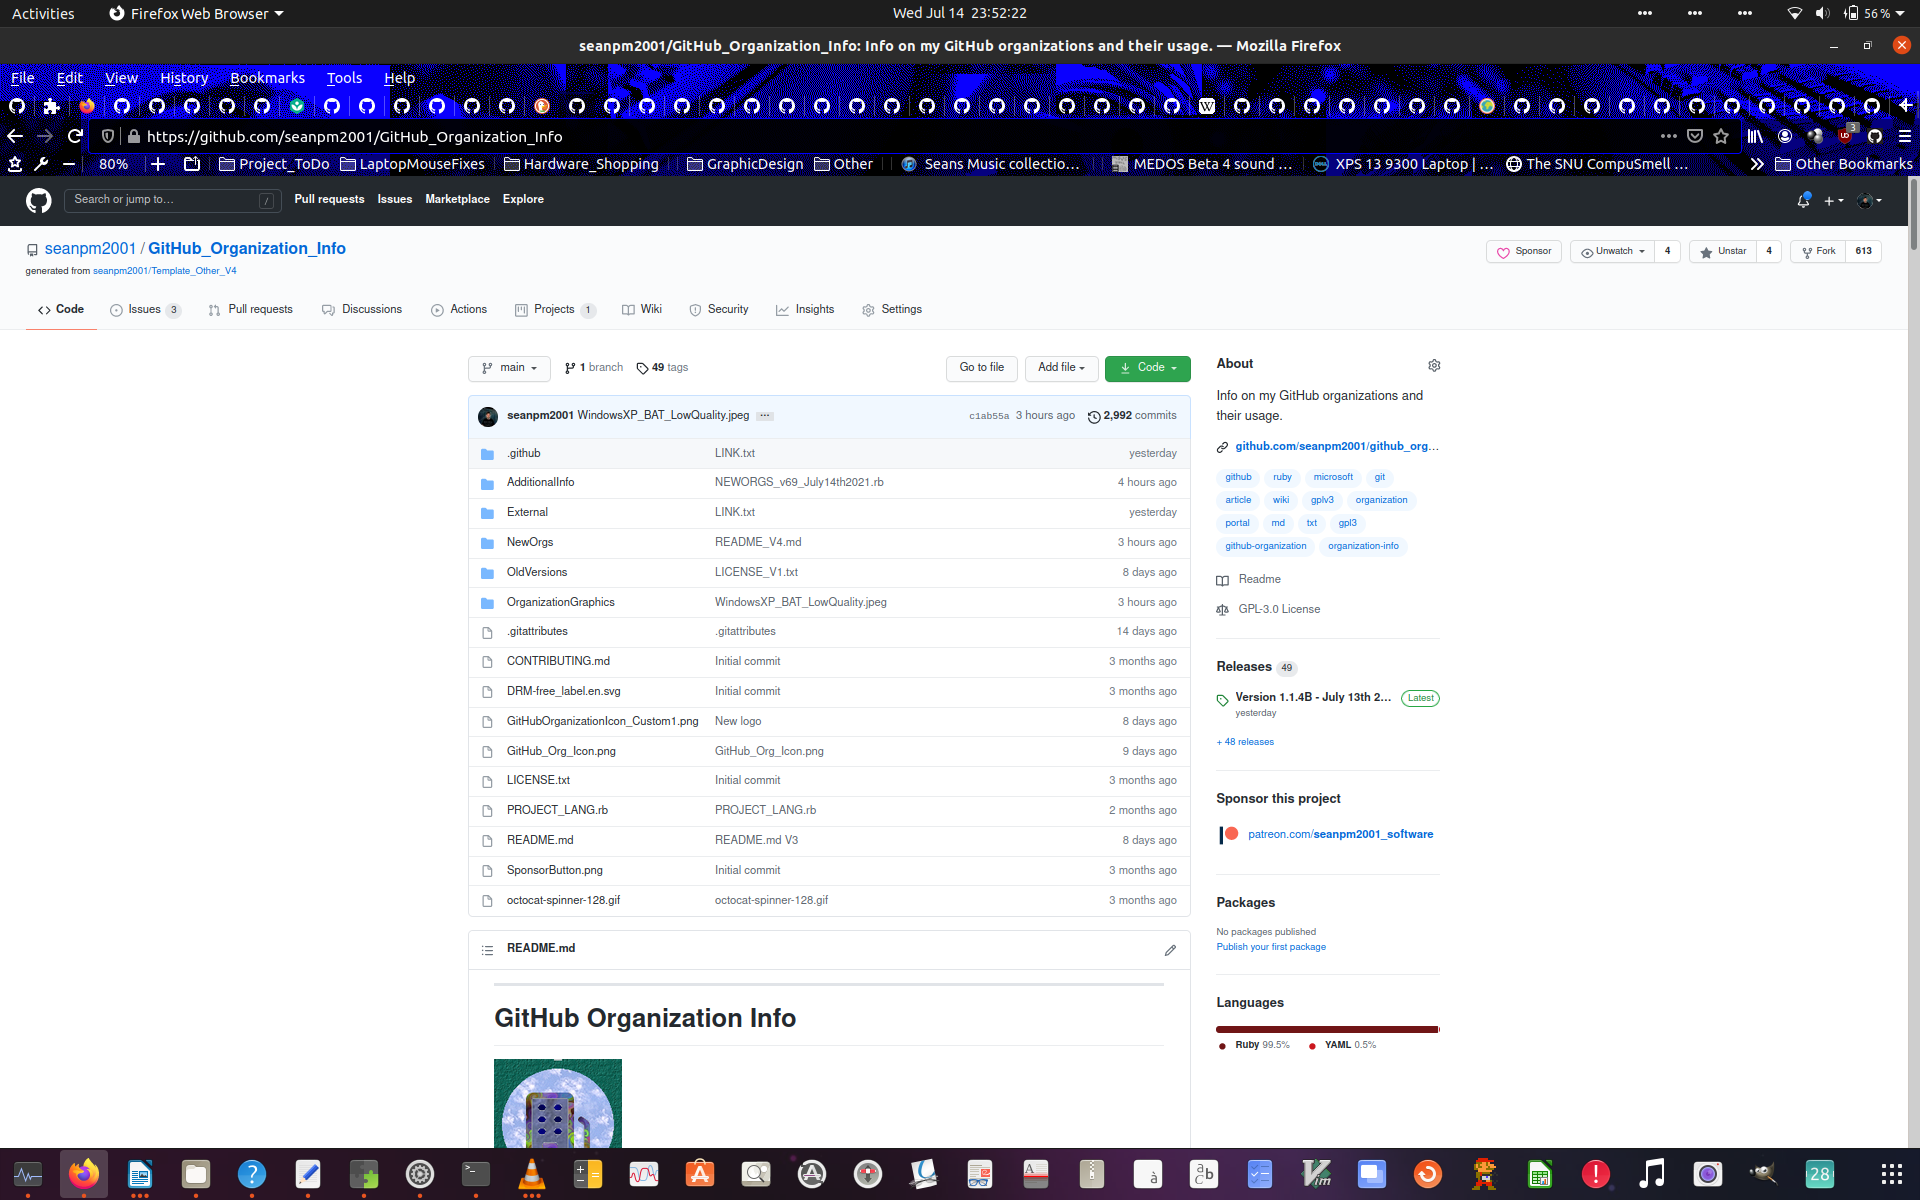 Activities Firefox Web Browser Wed Jul 14 23:52:22 56 %
seanpm2001/GitHub_Organization_Info: Info on my GitHub organizations and their usage. — Mozilla Firefox
File Edit View History Bookmarks Tools Help
https://github.com/seanpm2001/GitHub_Organization_Info 3
80% Project_ToDo LaptopMouseFixes Hardware_Shopping GraphicDesign Other Seans Music collectio… MEDOS Beta 4 sound … XPS 13 9300 Laptop | … The SNU CompuSmell … Other Bookmarks
Search or jump to… / Pull requests Issues Marketplace Explore
seanpm2001 / GitHub_Organization_Info Sponsor Unwatch 4 Unstar 4 Fork 613
generated from seanpm2001/Template_Other_V4
Code Issues 3 Pull requests Discussions Actions Projects 1 Wiki Security Insights Settings
main 1 branch 49 tags Go to file Add file Code
seanpm2001 WindowsXP_BAT_LowQuality.jpeg … c1ab55a 3 hours ago 2,992 commits
.github LINK.txt yesterday
AdditionalInfo NEWORGS_v69_July14th2021.rb 4 hours ago
External LINK.txt yesterday
NewOrgs README_V4.md 3 hours ago
OldVersions LICENSE_V1.txt 8 days ago
OrganizationGraphics WindowsXP_BAT_LowQuality.jpeg 3 hours ago
.gitattributes .gitattributes 14 days ago
CONTRIBUTING.md Initial commit 3 months ago
DRM-free_label.en.svg Initial commit 3 months ago
GitHubOrganizationIcon_Custom1.png New logo 8 days ago
GitHub_Org_Icon.png GitHub_Org_Icon.png 9 days ago
LICENSE.txt Initial commit 3 months ago
PROJECT_LANG.rb PROJECT_LANG.rb 2 months ago
README.md README.md V3 8 days ago
SponsorButton.png Initial commit 3 months ago
octocat-spinner-128.gif octocat-spinner-128.gif 3 months ago
README.md
GitHub Organization Info
About
Info on my GitHub organizations and
their usage.
github.com/seanpm2001/github_org…
github ruby microsoft git
article wiki gplv3 organization
portal md txt gpl3
github-organization organization-info
Readme
GPL-3.0 License
Releases 49
Version 1.1.4B - July 13th 2… Latest
yesterday
+ 48 releases
Sponsor this project
patreon.com/seanpm2001_software
Packages
No packages published
Publish your first package
Languages
Ruby 99.5% YAML 0.5%
28